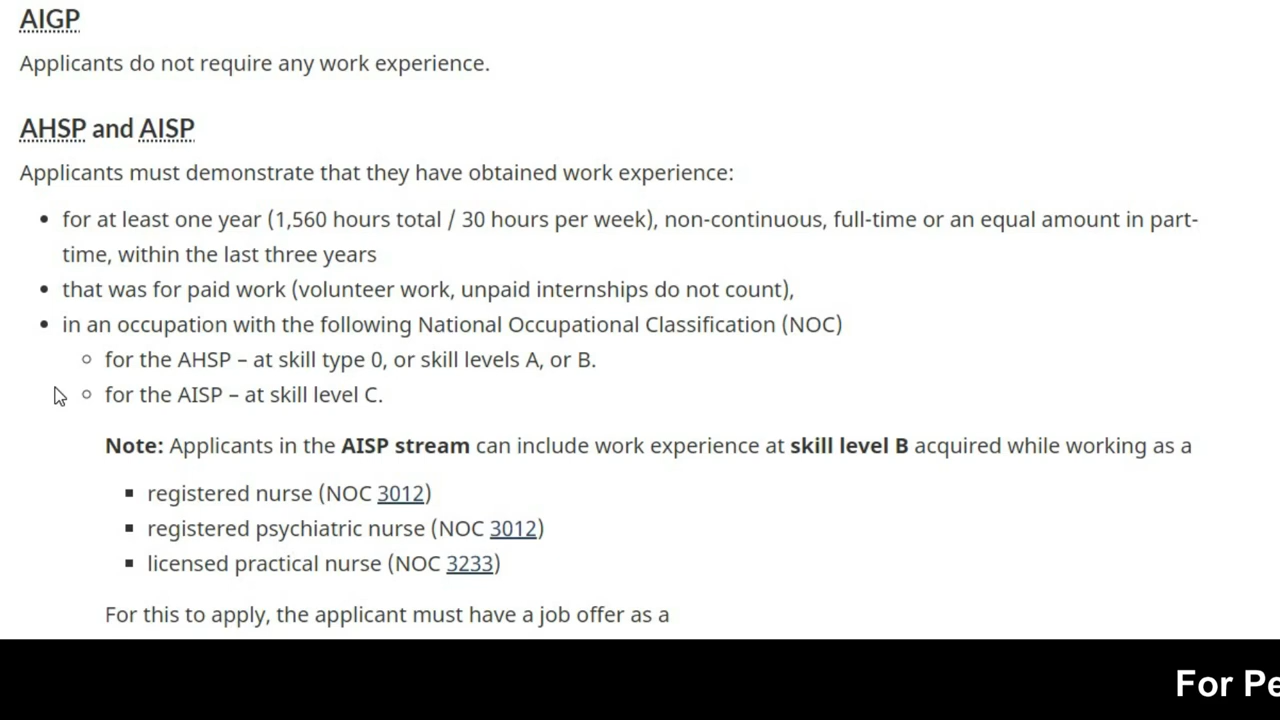 AIGP
Applicants do not require any work experience.
AHSP and AISP
Applicants must demonstrate that they have obtained work experience:
• for at least one year (1,560 hours total / 30 hours per week), non-continuous, full-time or an equal amount in part-
time, within the last three years
• that was for paid work (volunteer work, unpaid internships do not count),
• in an occupation with the following National Occupational Classification (NOC)
◦ for the AHSP – at skill type 0, or skill levels A, or B.
◦ for the AISP – at skill level C.
Note: Applicants in the AISP stream can include work experience at skill level B acquired while working as a
▪ registered nurse (NOC 3012)
▪ registered psychiatric nurse (NOC 3012)
▪ licensed practical nurse (NOC 3233)
For this to apply, the applicant must have a job offer as a
For Pe